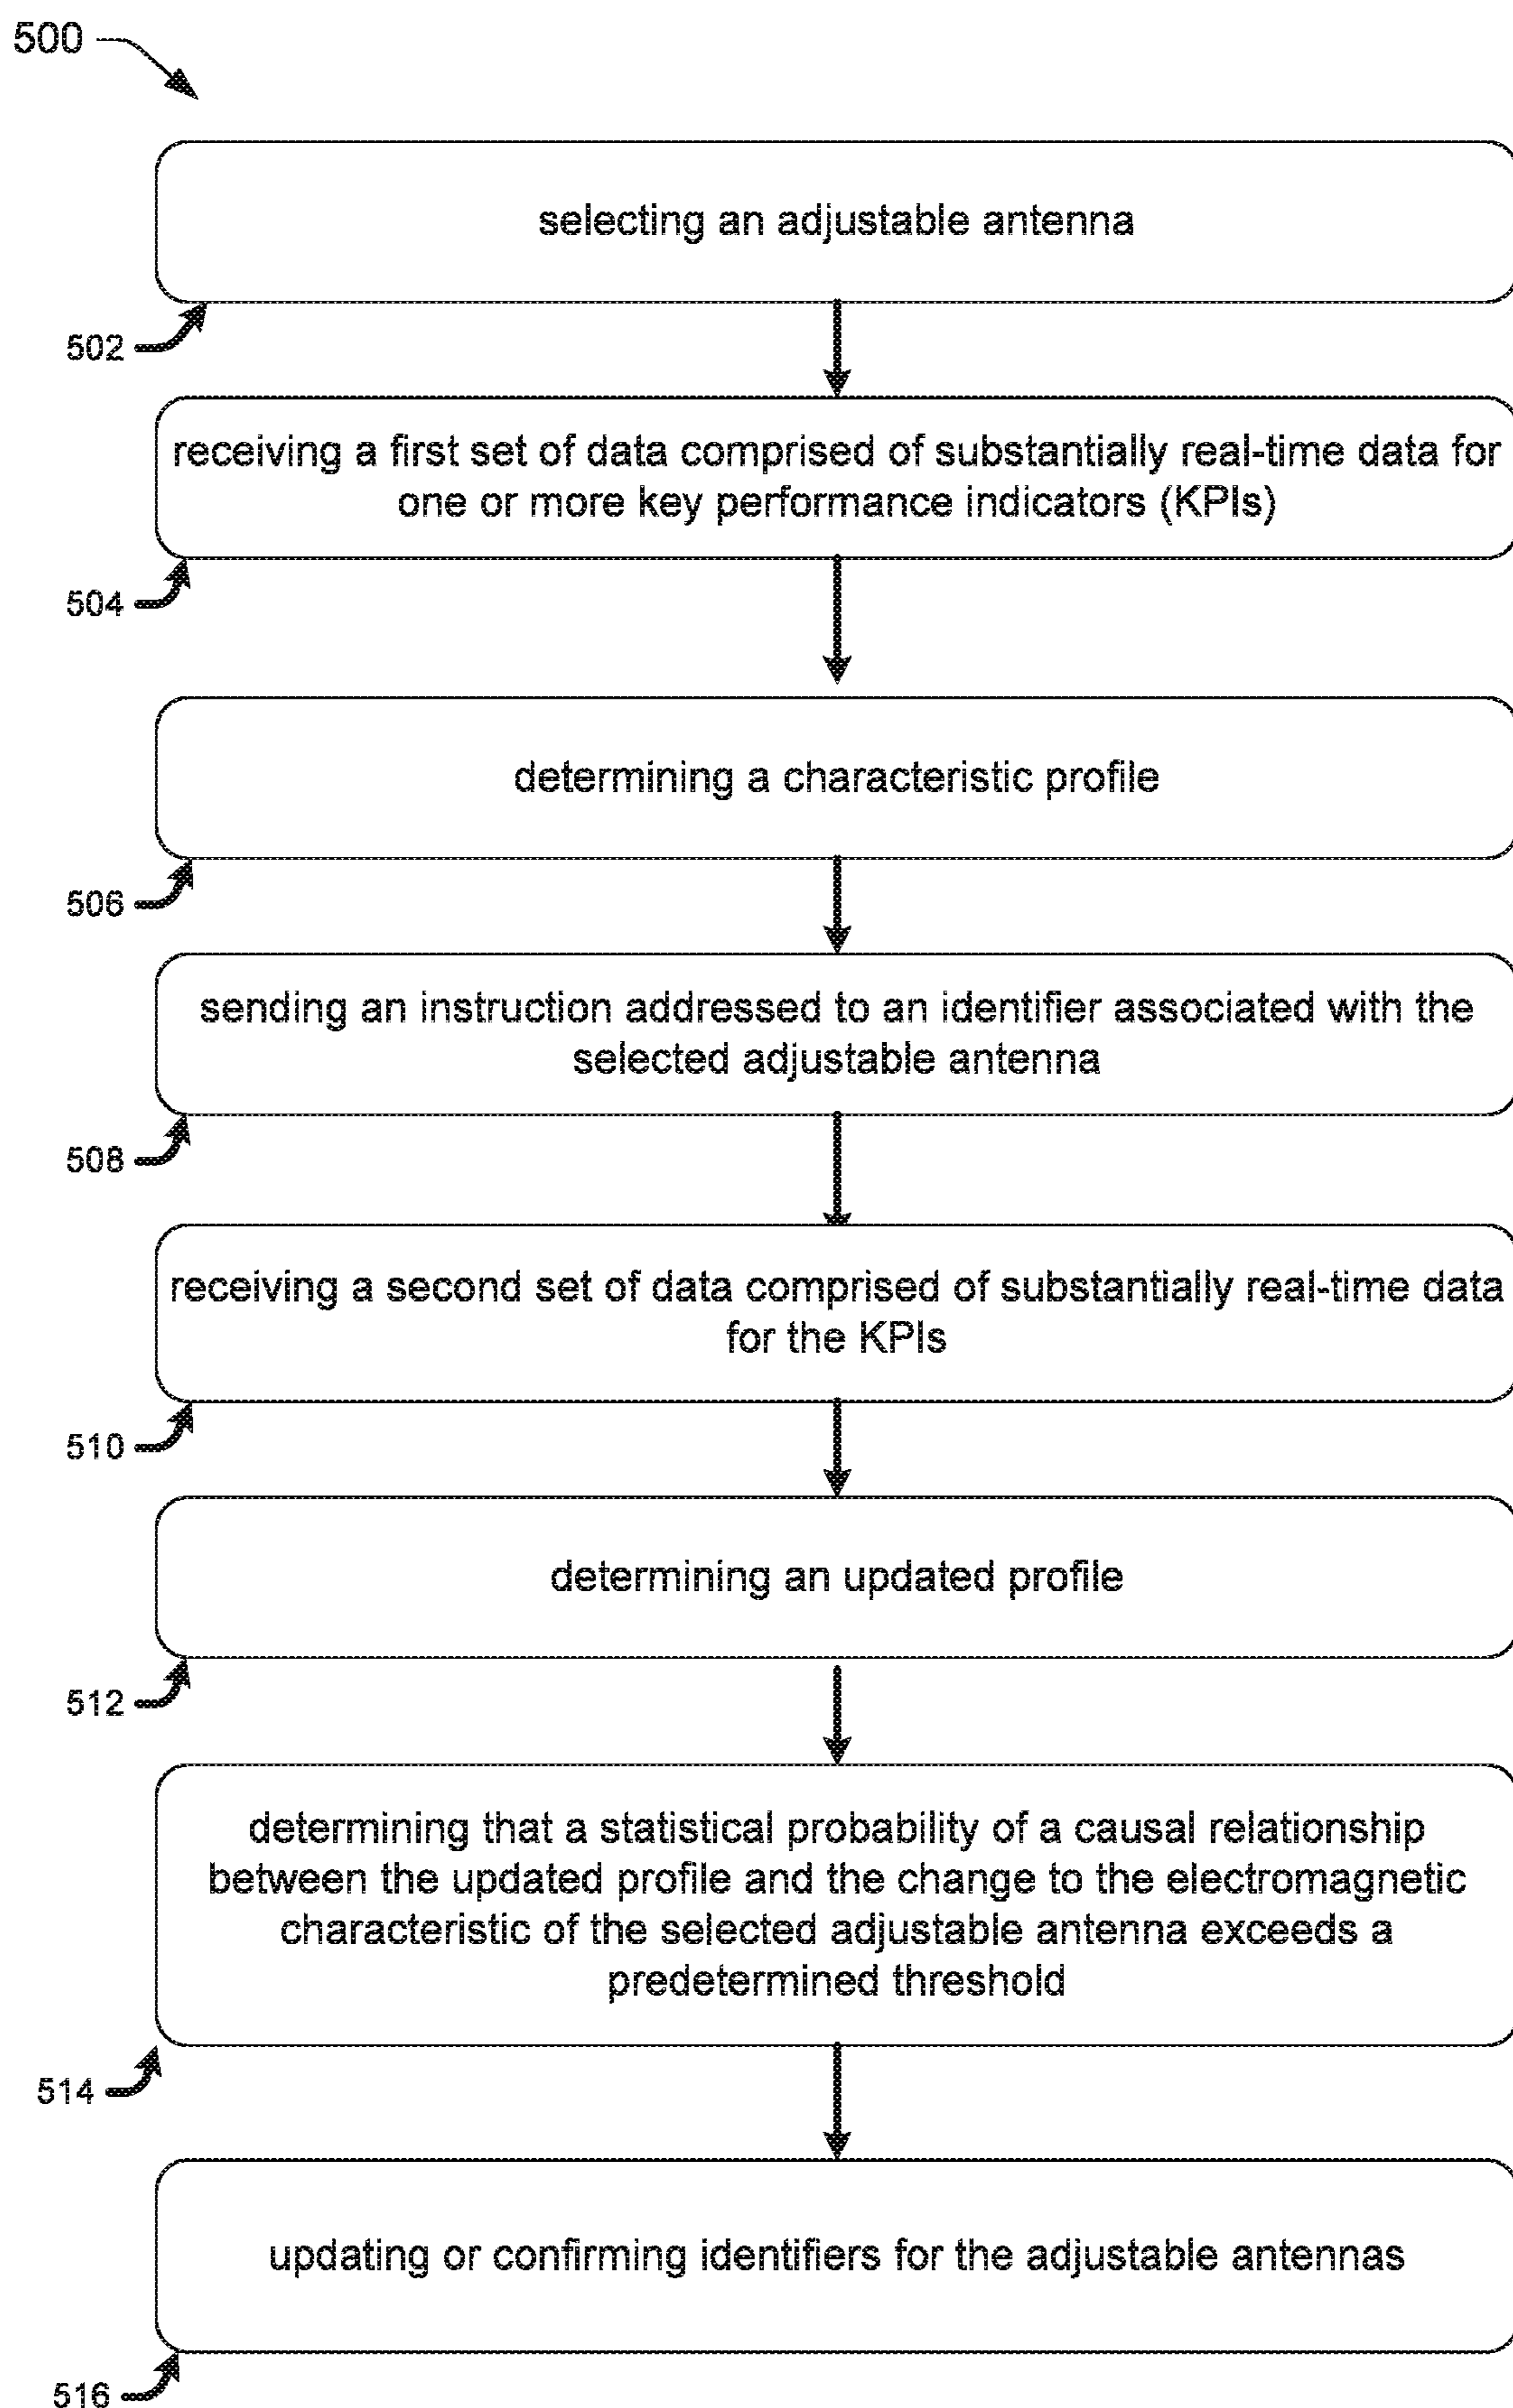 500
selecting an adjustable antenna
502
receiving a first set of data comprised of substantially real-time data for
one or more key performance indicators (KPIs)
504
determining a characteristic profile
506
sending an instruction addressed to an identifier associated with the
selected adjustable antenna
508
receiving a second set of data comprised of substantially real-time data
for the KPIs
510
determining an updated profile
512
determining that a statistical probability of a causal relationship
between the updated profile and the change to the electromagnetic
characteristic of the selected adjustable antenna exceeds a
predetermined threshold
514
updating or confirming identifiers for the adjustable antennas
516